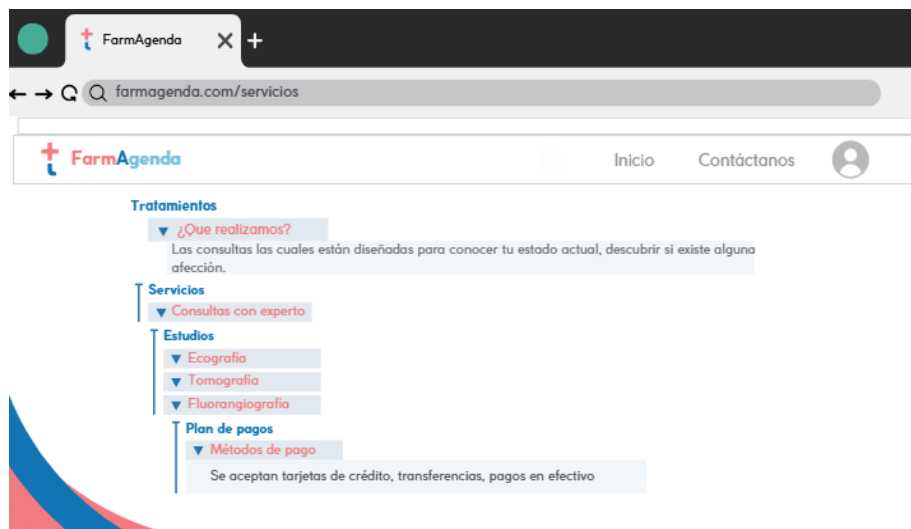 FarmAgenda
farmagenda.com/servicios
FarmAgenda
Inicio
Contáctanos
Tratamientos
¿Que realizamos?
Las consultas las cuales están diseñadas para conocer tu estado actual, descubrir si existe alguna
afección.
Servicios
Consultas con experto
Estudios
Ecografía
Tomografía
Fluorangiografía
Plan de pagos
Métodos de pago
Se aceptan tarjetas de crédito, transferencias, pagos en efectivo